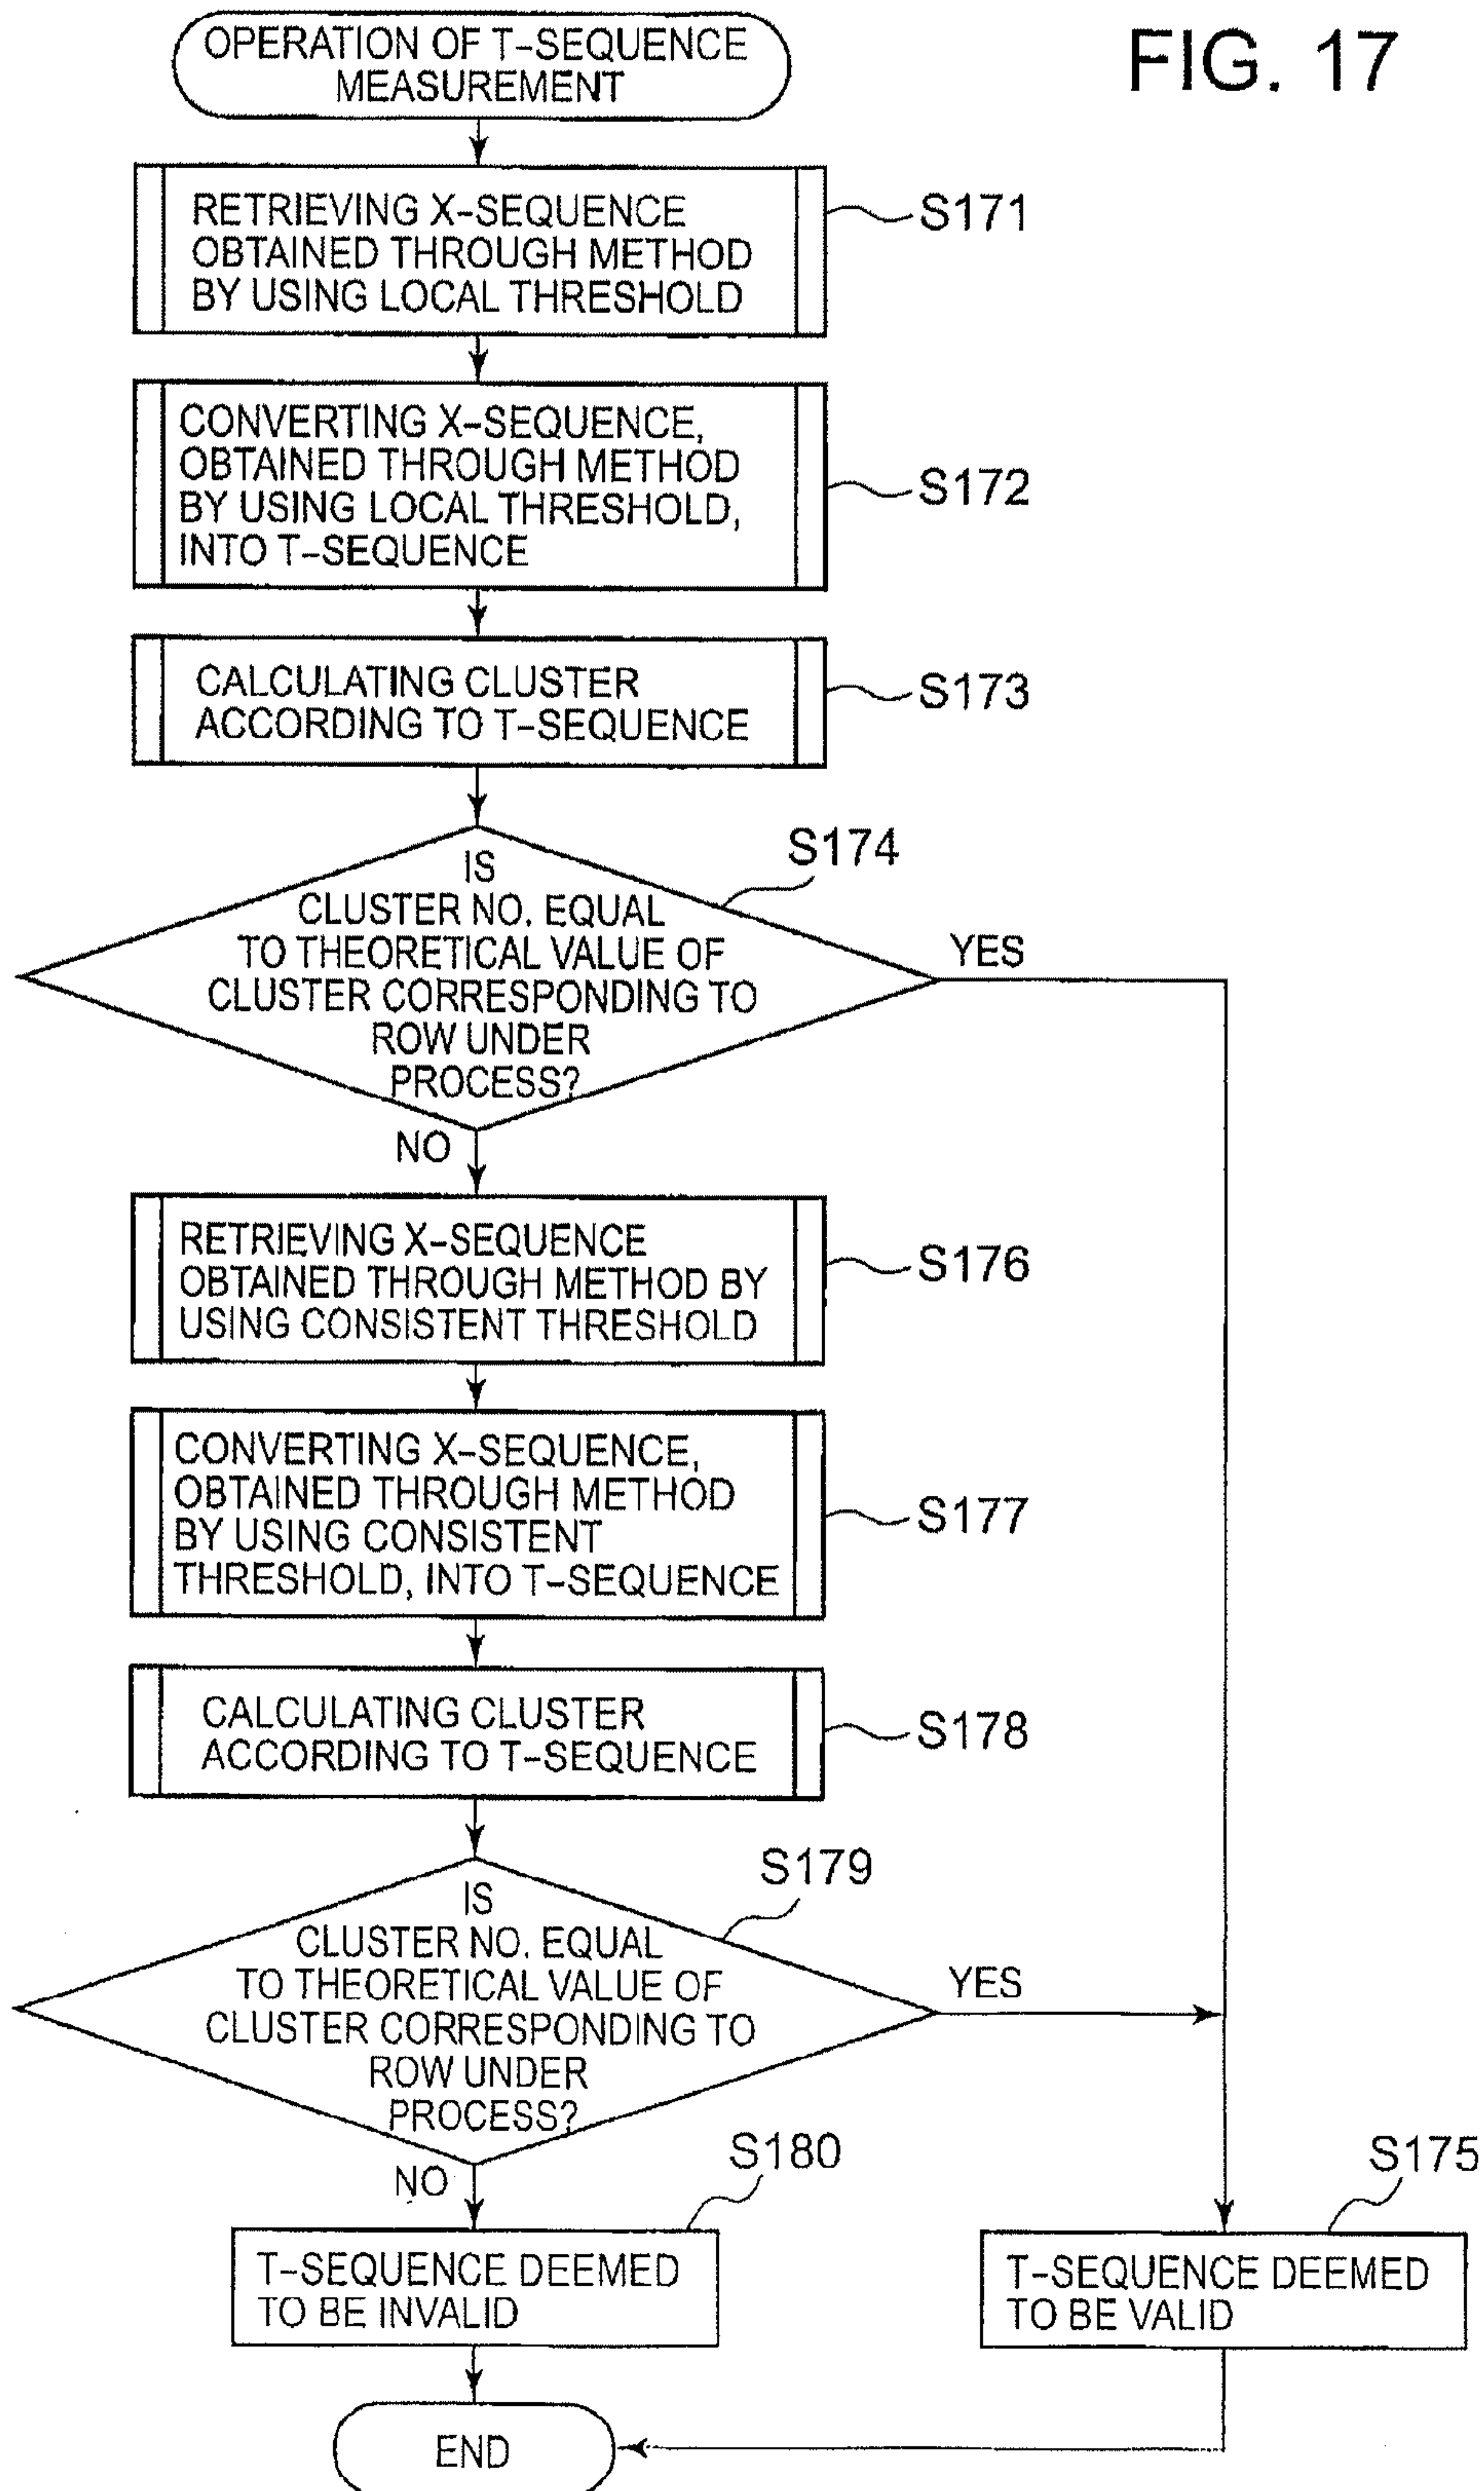 FIG. 17
OPERATION OF T-SEQUENCE
MEASUREMENT
RETRIEVING X-SEQUENCE
OBTAINED THROUGH METHOD
BY USING LOCAL THRESHOLD
S171
CONVERTING X-SEQUENCE,
OBTAINED THROUGH METHOD
BY USING LOCAL THRESHOLD,
INTO T-SEQUENCE
S172
CALCULATING CLUSTER
ACCORDING TO T-SEQUENCE
S173
S174
IS
CLUSTER NO. EQUAL
TO THEORETICAL VALUE OF
CLUSTER CORRESPONDING TO
ROW UNDER
PROCESS?
YES
NO
RETRIEVING X-SEQUENCE
OBTAINED THROUGH METHOD BY
USING CONSISTENT THRESHOLD
S176
CONVERTING X-SEQUENCE,
OBTAINED THROUGH METHOD
BY USING CONSISTENT
THRESHOLD, INTO T-SEQUENCE
S177
CALCULATING CLUSTER
ACCORDING TO T-SEQUENCE
S178
S179
IS
CLUSTER NO. EQUAL
TO THEORETICAL VALUE OF
CLUSTER CORRESPONDING TO
ROW UNDER
PROCESS?
YES
NO
S180
T-SEQUENCE DEEMED
TO BE INVALID
S175
T-SEQUENCE DEEMED
TO BE VALID
END